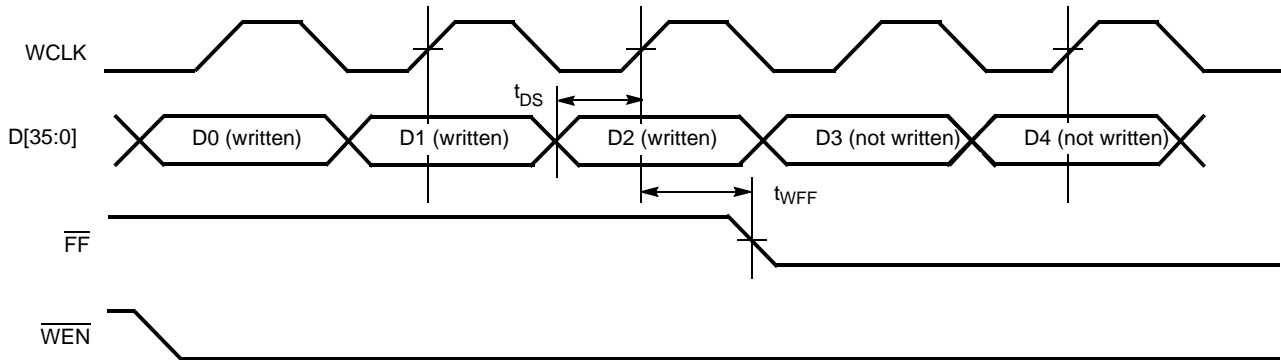 WCLK
tDS
D[35:0]
D0 (written)
D1 (written)
D2 (written)
D3 (not written)
D4 (not written)
tWFF
FF
WEN